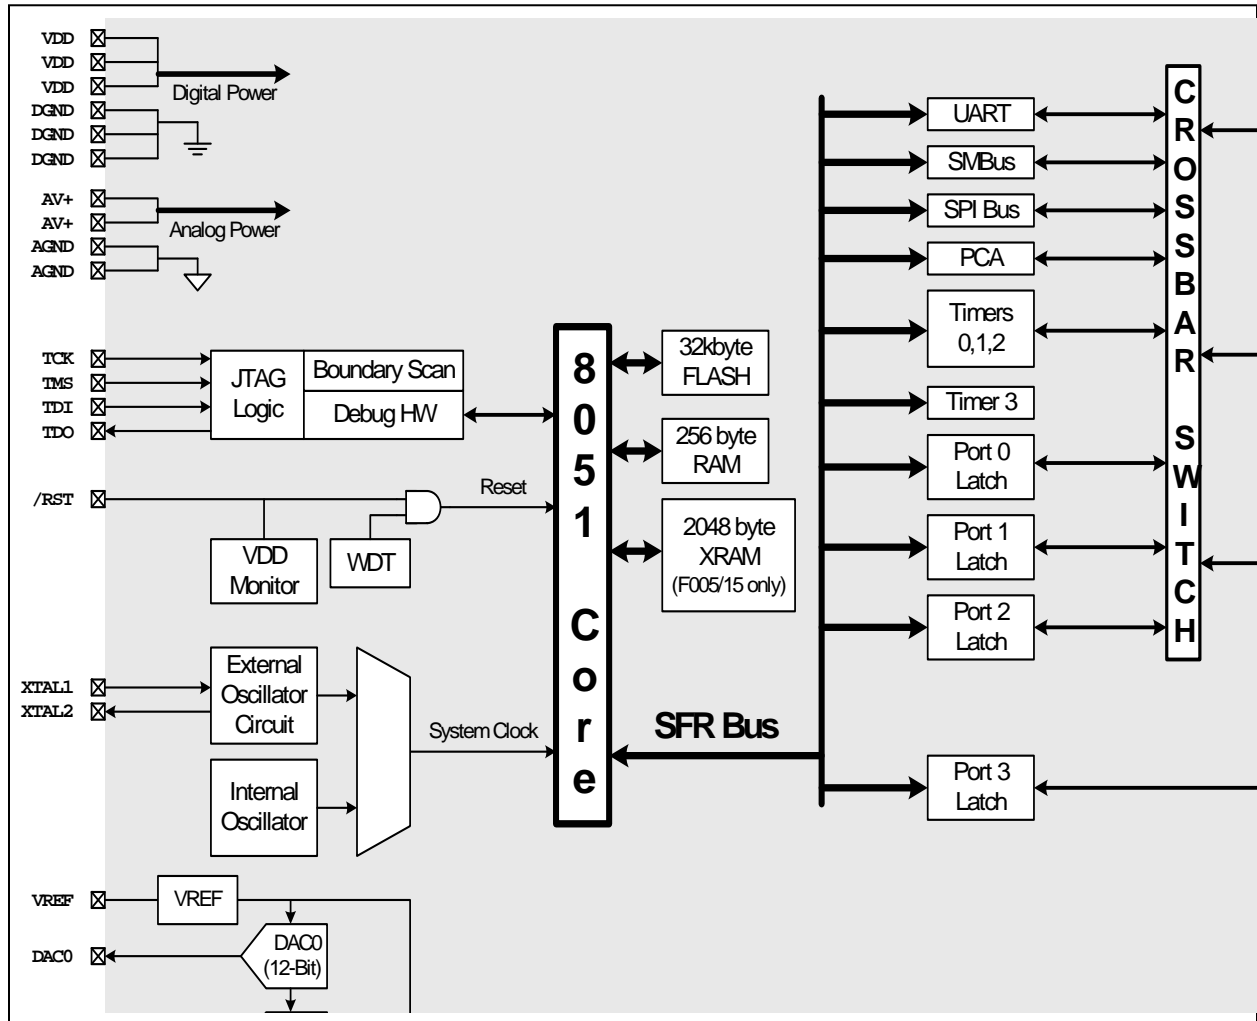 VDD
VDD
VDD
Digital Power
DGND
DGND
DGND
AV+
AV+
Analog Power
AGND
AGND
TCK
TMS
TDI
TDO
JTAG
Logic
Boundary Scan
Debug HW
/RST
Reset
VDD
Monitor
WDT
XTAL1
XTAL2
External
Oscillator
Circuit
Internal
Oscillator
System Clock
VREF
VREF
DAC0
DAC0
(12-Bit)
8051 Core
32kbyte
FLASH
256 byte
RAM
2048 byte
XRAM
(F005/15 only)
SFR Bus
UART
SMBus
SPI Bus
PCA
Timers
0,1,2
Timer 3
Port 0
Latch
Port 1
Latch
Port 2
Latch
Port 3
Latch
CROSSBAR SWITCH